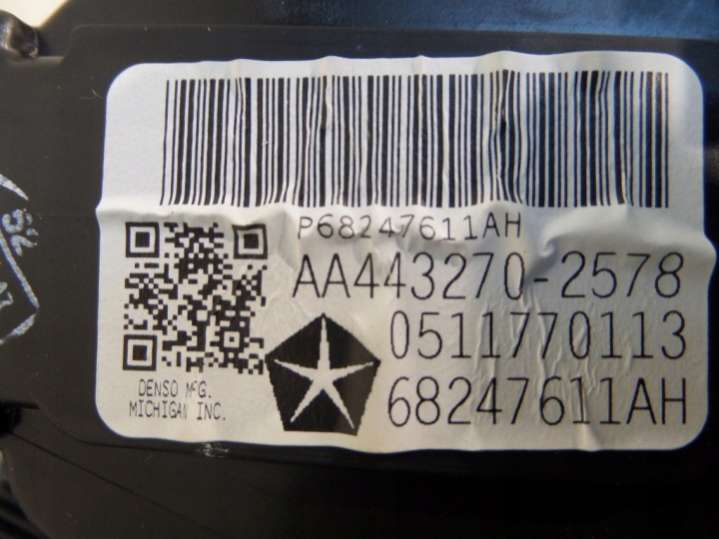 P68247611AH
AA443270-2578
0511770113
68247611AH
DENSO MFG.
MICHIGAN INC.